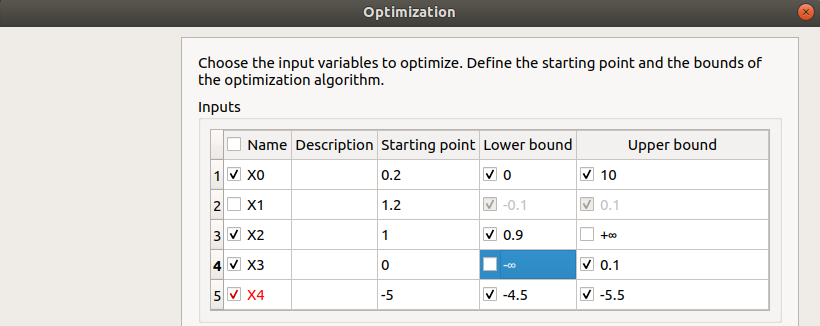 Optimization
Choose the input variables to optimize. Define the starting point and the bounds of
the optimization algorithm.
Inputs
Name Description Starting point Lower bound Upper bound
1 X0 0.2 0 10
2 X1 1.2 -0.1 0.1
3 X2 1 0.9 +∞
4 X3 0 -∞ 0.1
5 X4 -5 -4.5 -5.5